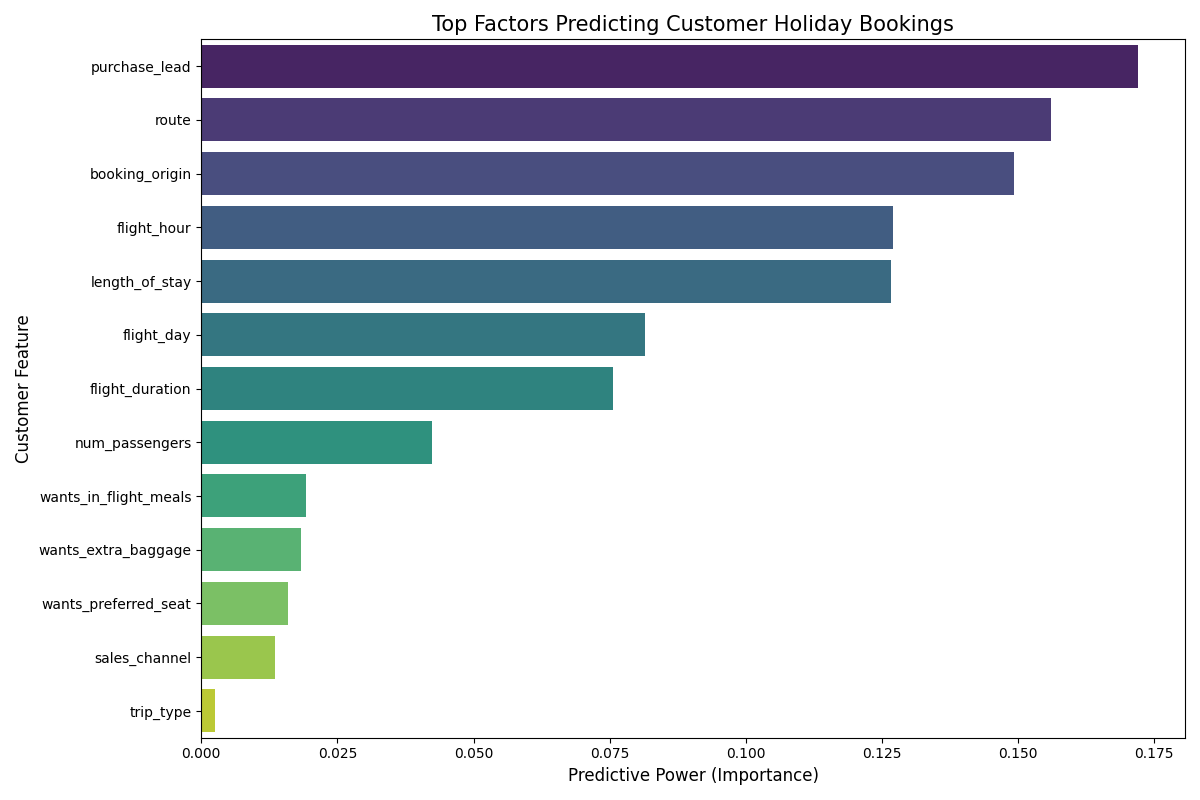 Top Factors Predicting Customer Holiday Bookings
Customer Feature
purchase_lead
route
booking_origin
flight_hour
length_of_stay
flight_day
flight_duration
num_passengers
wants_in_flight_meals
wants_extra_baggage
wants_preferred_seat
sales_channel
trip_type
0.000 0.025 0.050 0.075 0.100 0.125 0.150 0.175
Predictive Power (Importance)